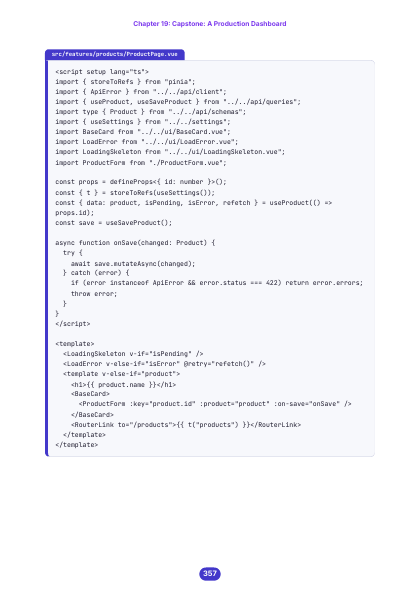 Chapter 19: Capstone: A Production Dashboard
src/features/products/ProductPage.vue
<script setup lang="ts">
import { storeToRefs } from "pinia";
import { ApiError } from "../../api/client";
import { useProduct, useSaveProduct } from "../../api/queries";
import type { Product } from "../../api/schemas";
import { useSettings } from "../../settings";
import BaseCard from "../../ui/BaseCard.vue";
import LoadError from "../../ui/LoadError.vue";
import LoadingSkeleton from "../../ui/LoadingSkeleton.vue";
import ProductForm from "./ProductForm.vue";

const props = defineProps<{ id: number }>();
const { t } = storeToRefs(useSettings());
const { data: product, isPending, isError, refetch } = useProduct(() =>
props.id);
const save = useSaveProduct();

async function onSave(changed: Product) {
  try {
    await save.mutateAsync(changed);
  } catch (error) {
    if (error instanceof ApiError && error.status === 422) return error.errors;
    throw error;
  }
}
</script>

<template>
  <LoadingSkeleton v-if="isPending" />
  <LoadError v-else-if="isError" @retry="refetch()" />
  <template v-else-if="product">
    <h1>{{ product.name }}</h1>
    <BaseCard>
      <ProductForm :key="product.id" :product="product" :on-save="onSave" />
    </BaseCard>
    <RouterLink to="/products">{{ t("products") }}</RouterLink>
  </template>
</template>
357